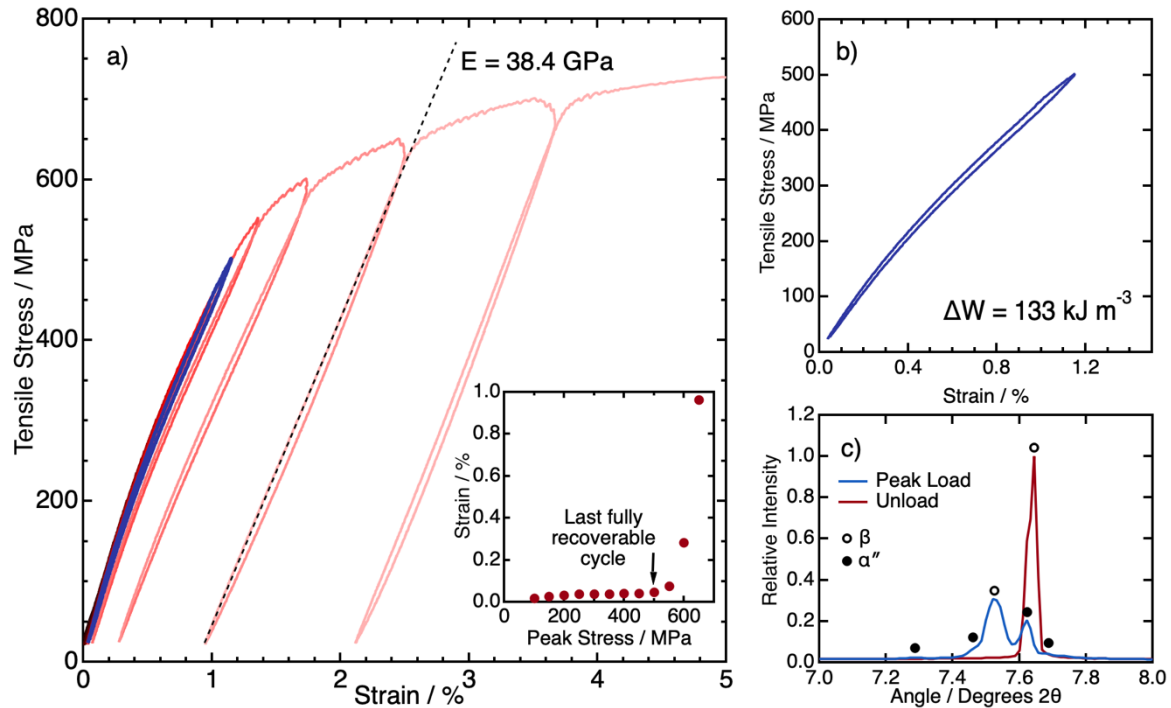 a)
E = 38.4 GPa
800
600
400
200
0
Tensile Stress / MPa
0
1
2
3
4
5
Strain / %
1.0
0.8
0.6
0.4
0.2
0.0
Strain / %
Last fully
recoverable
cycle
200
400
600
Peak Stress / MPa
b)
600
500
400
300
200
100
0
Tensile Stress / MPa
ΔW = 133 kJ m⁻³
0.0
0.4
0.8
1.2
Strain / %
c)
1.2
1.0
0.8
0.6
0.4
0.2
0.0
Relative Intensity
Peak Load
Unload
β
α″
7.0
7.2
7.4
7.6
7.8
8.0
Angle / Degrees 2θ